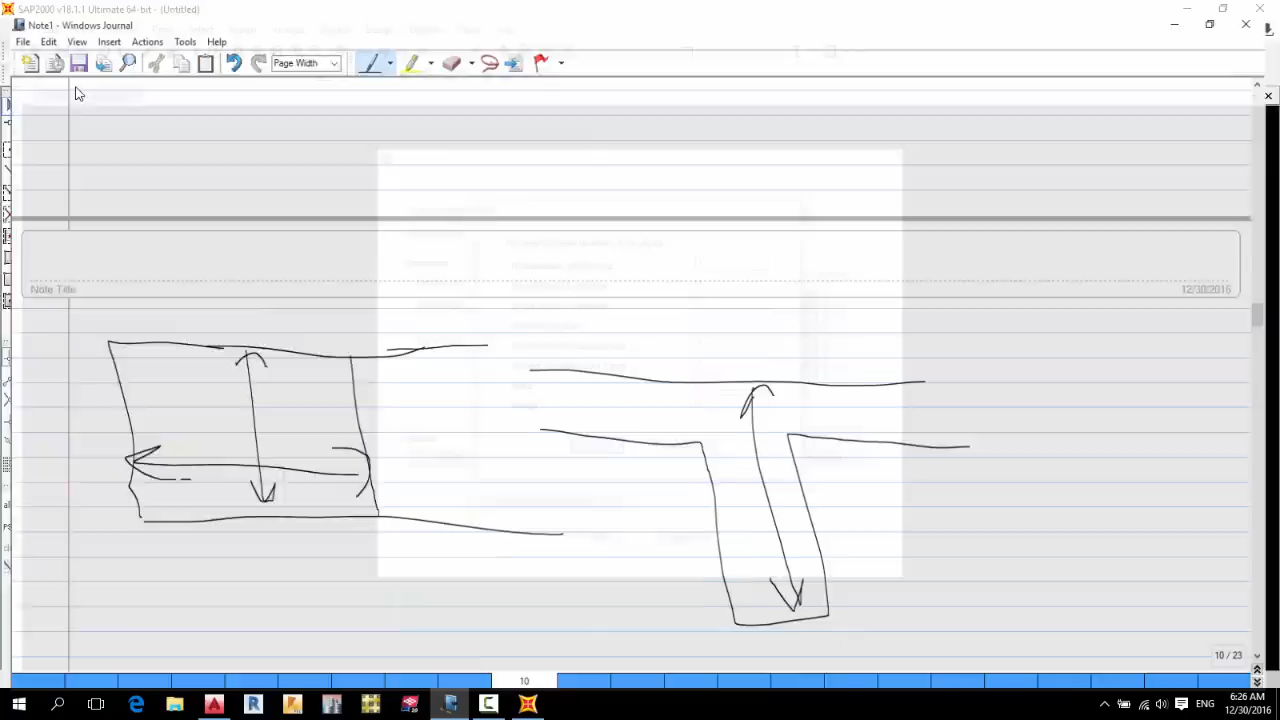 SAP2000 v18.1.1 Ultimate 64-bit - (Untitled)
Note1 - Windows Journal
File Edit View Insert Actions Tools Help
Page Width
Note Title
12/30/2016
10 / 23
10
ENG
6:26 AM
12/30/2016